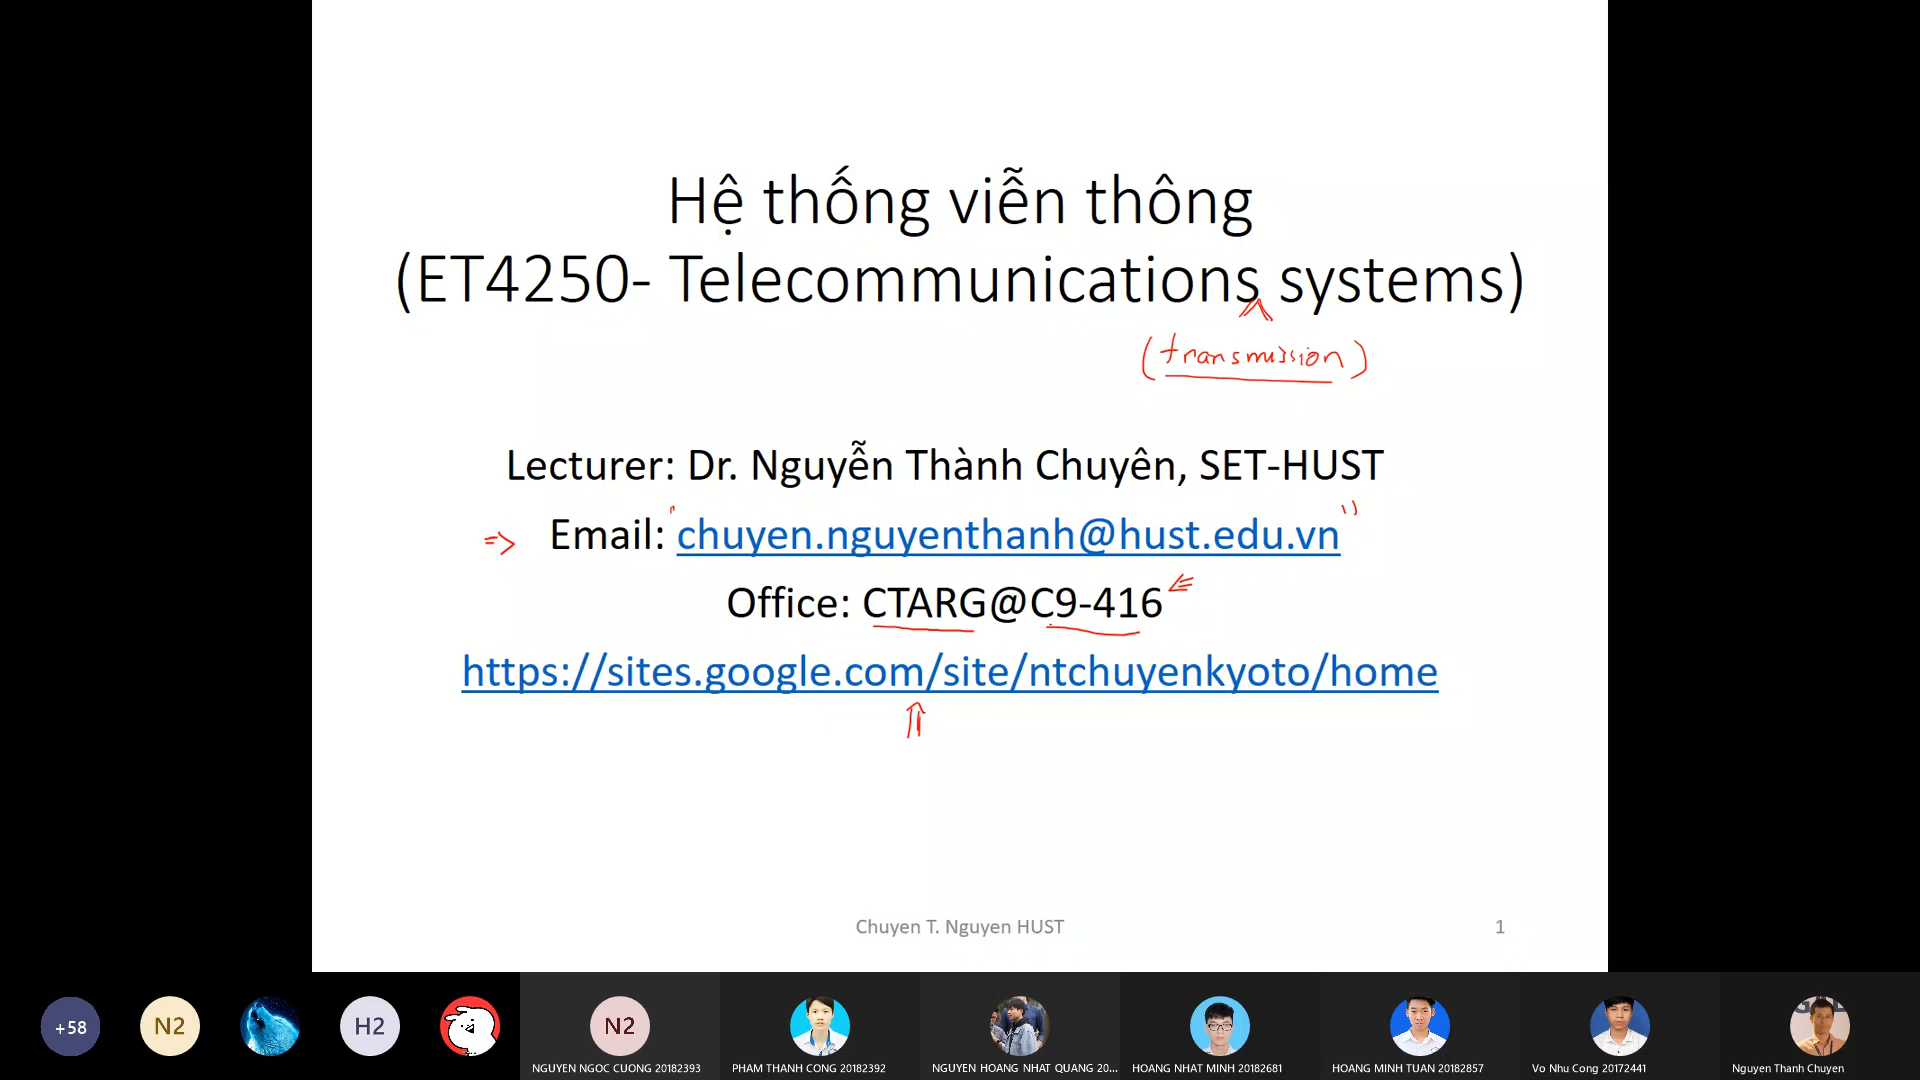 Hệ thống viễn thông
(ET4250- Telecommunications systems)
(transmission)
Lecturer: Dr. Nguyễn Thành Chuyên, SET-HUST
=> Email: "chuyen.nguyenthanh@hust.edu.vn"
Office: CTARG@C9-416
https://sites.google.com/site/ntchuyenkyoto/home
Chuyen T. Nguyen HUST 1
+58 N2 H2 N2
NGUYEN NGOC CUONG 20182393 PHAM THANH CONG 20182392 NGUYEN HOANG NHAT QUANG 20... HOANG NHAT MINH 20182681 HOANG MINH TUAN 20182857 Vo Nhu Cong 20172441 Nguyen Thanh Chuyen